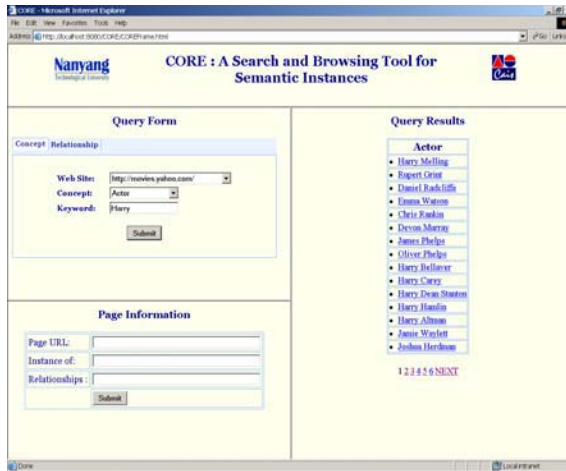 CORE - Microsoft Internet Explorer
File Edit View Favorites Tools Help
Address http://localhost:8080/CORE/COREFrame.html Go Links
Nanyang
Technological University
CORE : A Search and Browsing Tool for
Semantic Instances
Cais
Query Form
Concept Relationship
Web Site: http://movies.yahoo.com/
Concept: Actor
Keyword: Harry
Submit
Page Information
Page URL:
Instance of:
Relationships :
Submit
Query Results
Actor
Harry Melling
Rupert Grint
Daniel Radcliffe
Emma Watson
Chris Rankin
Devon Murray
James Phelps
Oliver Phelps
Harry Bellaver
Harry Carey
Harry Dean Stanton
Harry Hamlin
Harry Altman
Jamie Waylett
Joshua Herdman
1 2 3 4 5 6 NEXT
Done
Local intranet